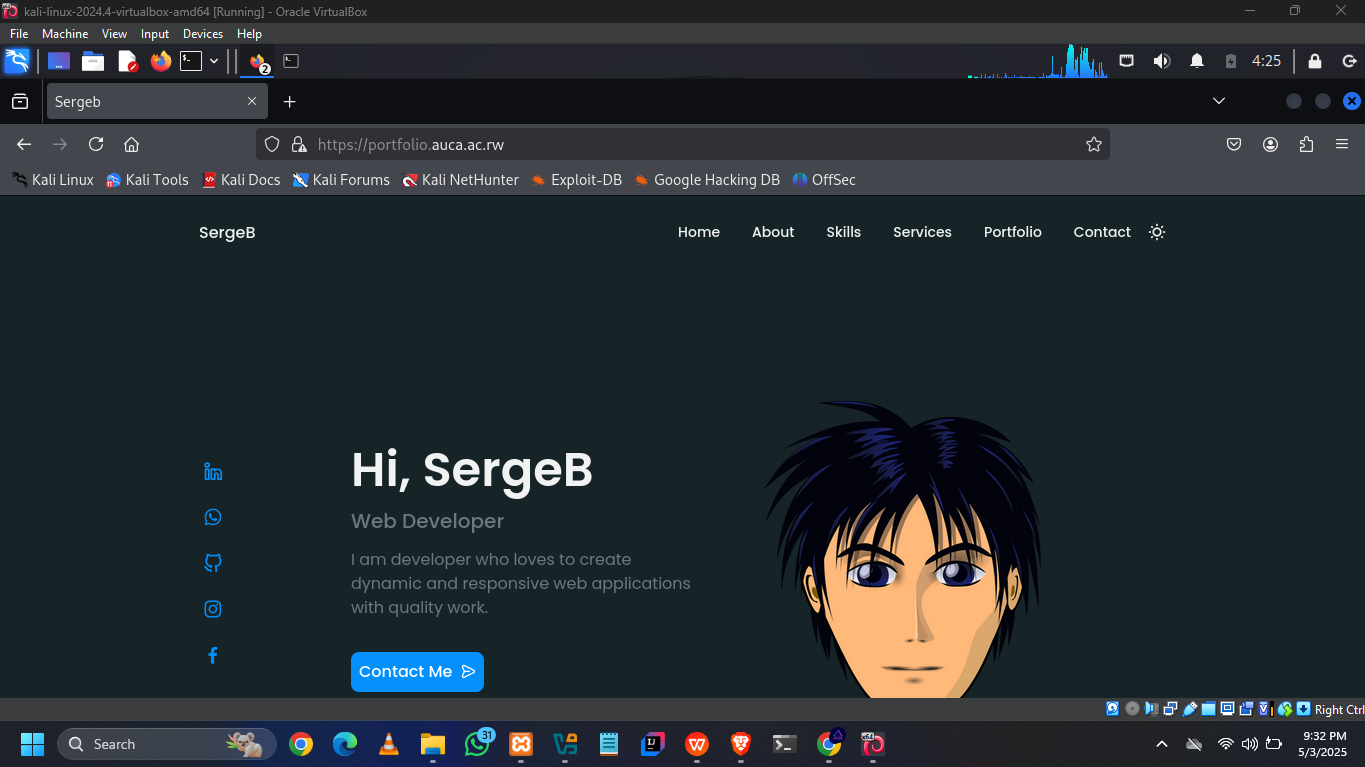 kali-linux-2024.4-virtualbox-amd64 [Running] - Oracle VirtualBox
File Machine View Input Devices Help
2 4:25
Sergeb
https://portfolio.auca.ac.rw
Kali Linux Kali Tools Kali Docs Kali Forums Kali NetHunter Exploit-DB Google Hacking DB OffSec
SergeB Home About Skills Services Portfolio Contact
Hi, SergeB
Web Developer
I am developer who loves to create
dynamic and responsive web applications
with quality work.
Contact Me
Right Ctrl
Search 31 9:32 PM
5/3/2025